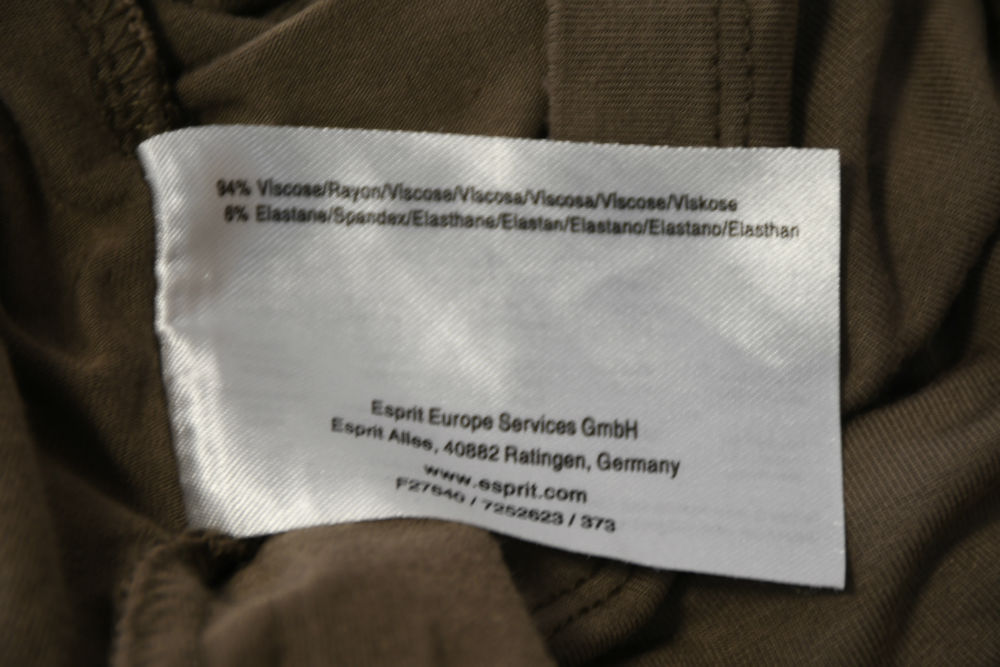 94% Viscose/Rayon/Viscose/Viscosa/Viscosa/Viscose/Viskose
6% Elastane/Spandex/Elasthane/Elastan/Elastano/Elastano/Elasthan
Esprit Europe Services GmbH
Esprit Allee, 40882 Ratingen, Germany
www.esprit.com
F27640 / 7252623 / 373